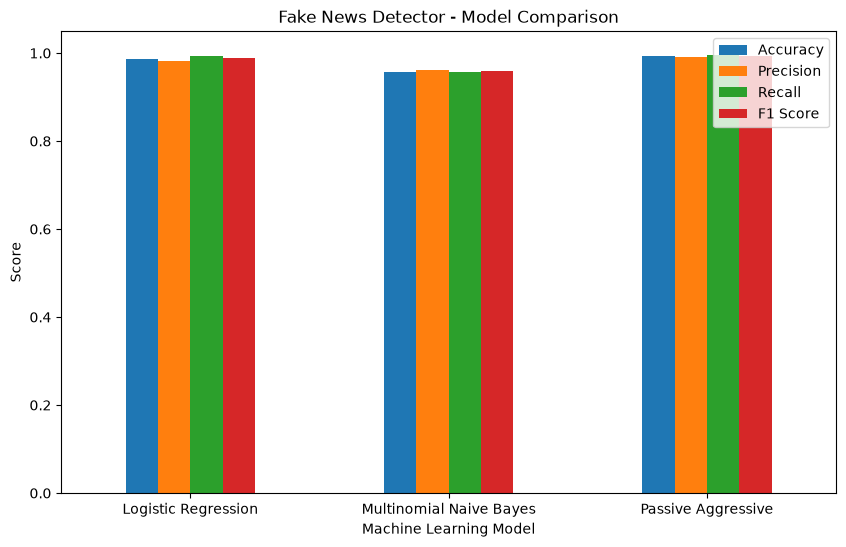 Fake News Detector - Model Comparison
Accuracy
Precision
Recall
F1 Score
Score
1.0
0.8
0.6
0.4
0.2
0.0
Logistic Regression
Multinomial Naive Bayes
Passive Aggressive
Machine Learning Model